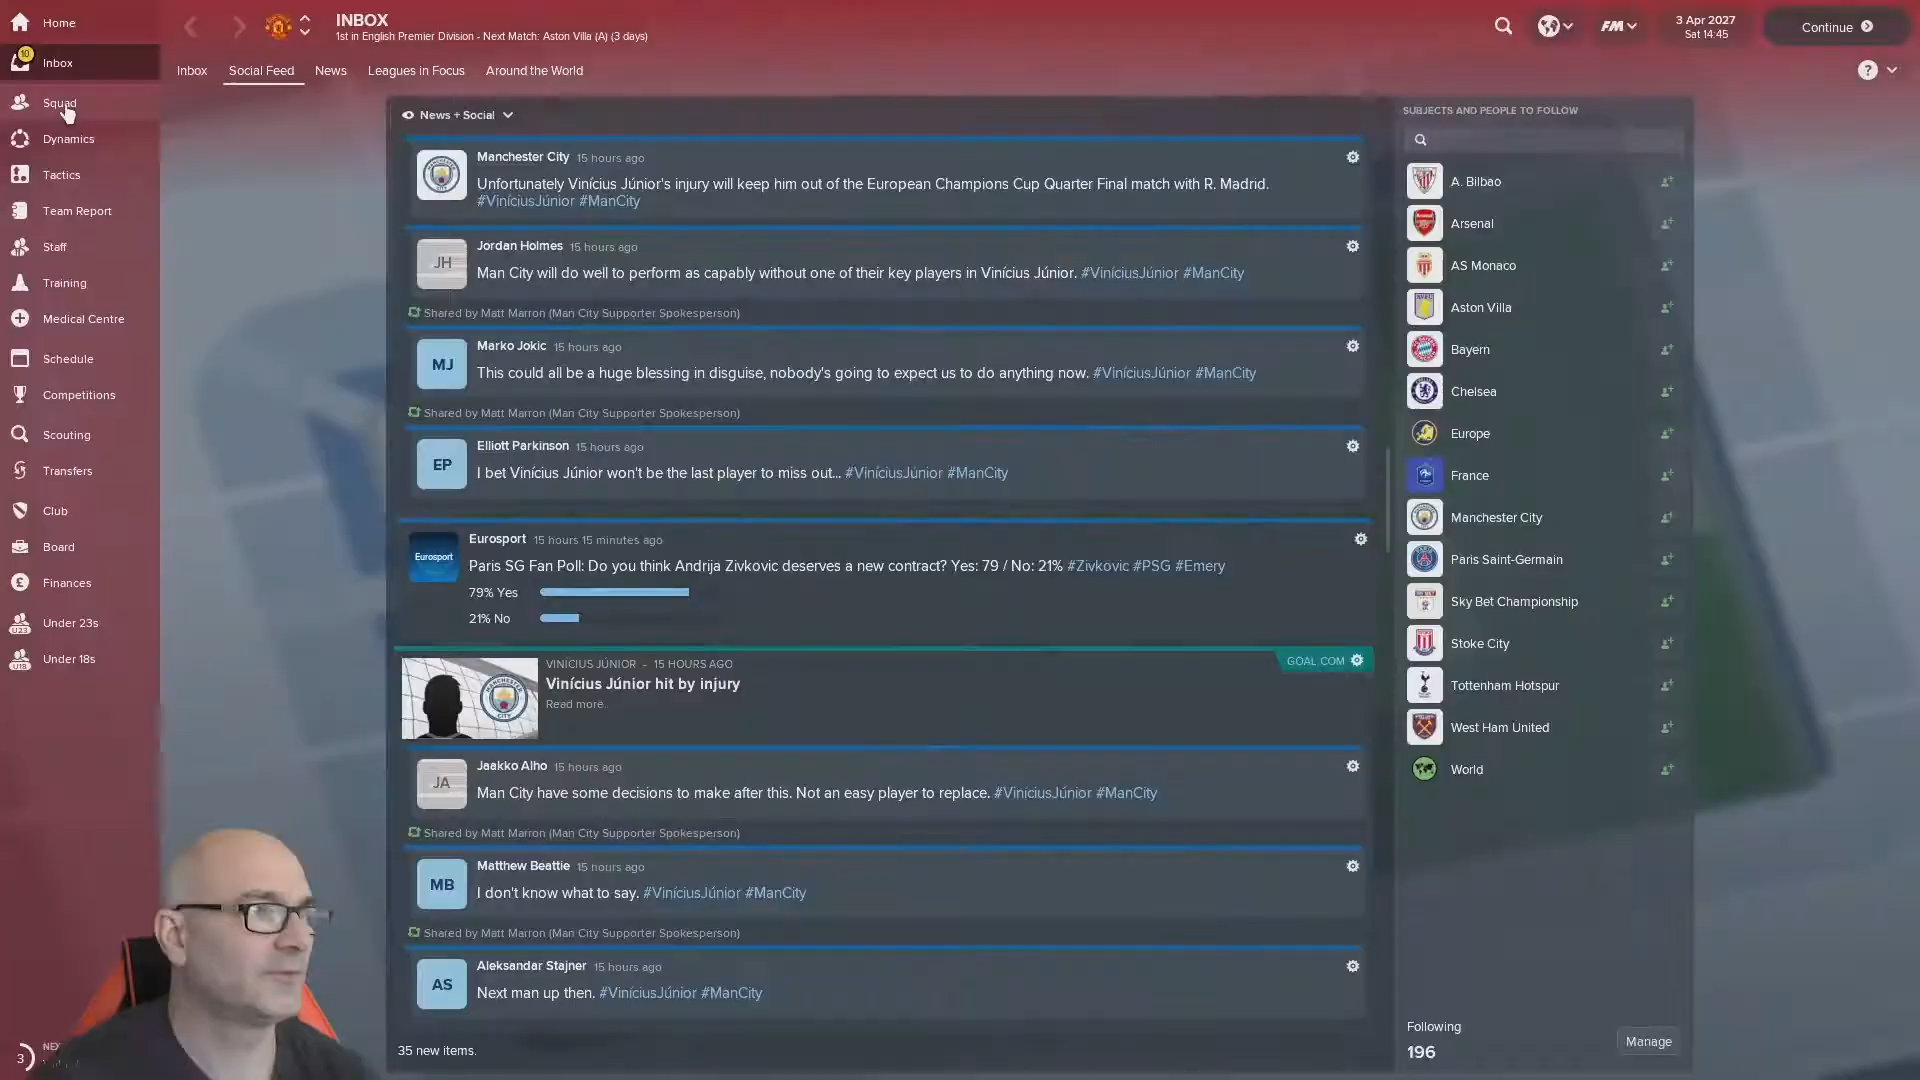 Home
INBOX
1st in English Premier Division - Next Match: Aston Villa (A) (3 days)
FM
3 Apr 2027
Sat 14:45
Continue
10
Inbox
Squad
Dynamics
Tactics
Team Report
Staff
Training
Medical Centre
Schedule
Competitions
Scouting
Transfers
Club
Board
Finances
U23
Under 23s
U18
Under 18s
3
Inbox
Social Feed
News
Leagues in Focus
Around the World
?
News + Social
Manchester City 15 hours ago
Unfortunately Vinícius Júnior's injury will keep him out of the European Champions Cup Quarter Final match with R. Madrid.
#ViníciusJúnior #ManCity
JH
Jordan Holmes 15 hours ago
Man City will do well to perform as capably without one of their key players in Vinícius Júnior. #ViníciusJúnior #ManCity
Shared by Matt Marron (Man City Supporter Spokesperson)
MJ
Marko Jokic 15 hours ago
This could all be a huge blessing in disguise, nobody's going to expect us to do anything now. #ViníciusJúnior #ManCity
Shared by Matt Marron (Man City Supporter Spokesperson)
EP
Elliott Parkinson 15 hours ago
I bet Vinícius Júnior won't be the last player to miss out... #ViníciusJúnior #ManCity
Eurosport
Eurosport 15 hours 15 minutes ago
Paris SG Fan Poll: Do you think Andrija Zivkovic deserves a new contract? Yes: 79 / No: 21% #Zivkovic #PSG #Emery
79% Yes
21% No
VINÍCIUS JÚNIOR - 15 HOURS AGO
GOAL COM
Vinícius Júnior hit by injury
Read more..
JA
Jaakko Alho 15 hours ago
Man City have some decisions to make after this. Not an easy player to replace. #ViníciusJúnior #ManCity
Shared by Matt Marron (Man City Supporter Spokesperson)
MB
Matthew Beattie 15 hours ago
I don't know what to say. #ViníciusJúnior #ManCity
Shared by Matt Marron (Man City Supporter Spokesperson)
AS
Aleksandar Stajner 15 hours ago
Next man up then. #ViníciusJúnior #ManCity
35 new items.
SUBJECTS AND PEOPLE TO FOLLOW
A. Bilbao
Arsenal
AS Monaco
Aston Villa
Bayern
Chelsea
Europe
France
Manchester City
Paris Saint-Germain
Sky Bet Championship
Stoke City
Tottenham Hotspur
West Ham United
World
Following
196
Manage